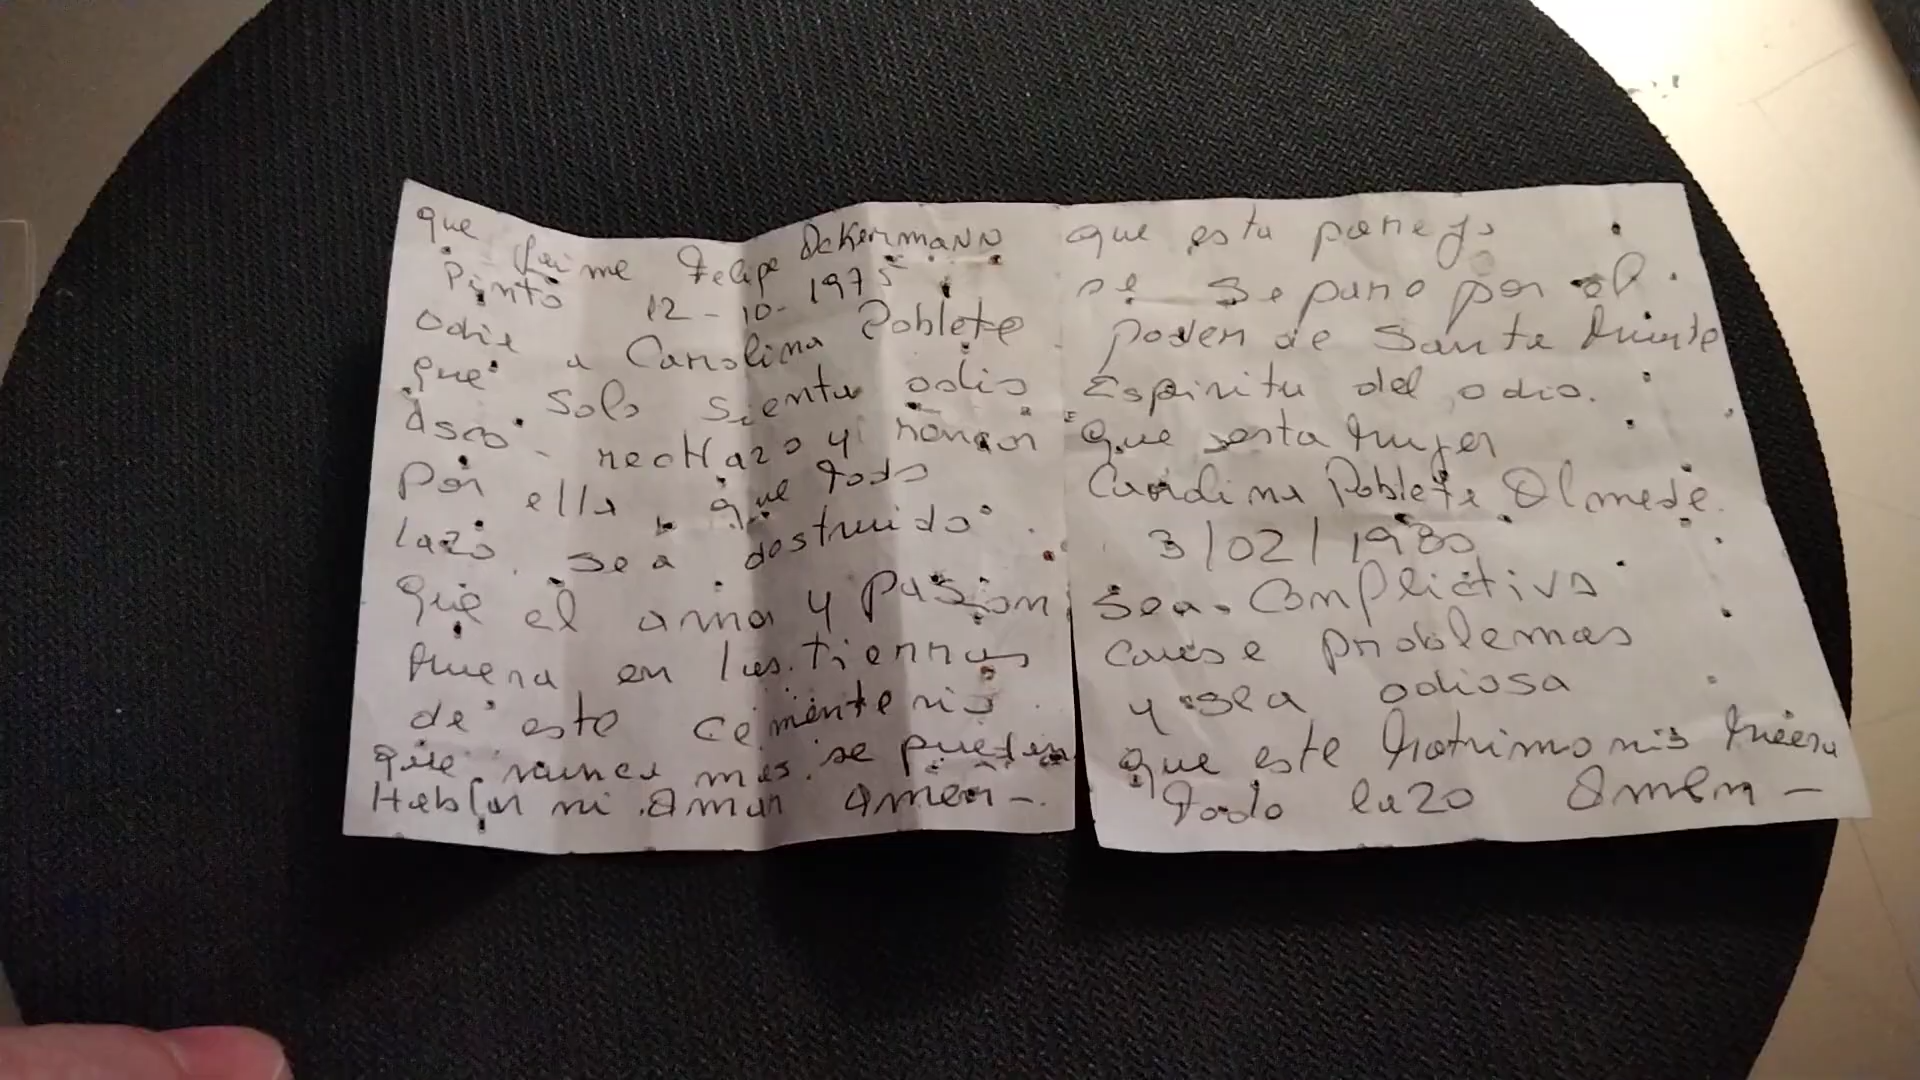 que Jaime Felipe Ackermann
Pinto 12-10-1975
odie a Carolina Poblete
que solo sienta odio
Asco - recHazo y rencor
Por ella, que todo
lazo sea destruido
Que el amor y Pasion
muera en las tierras
de este cementerio
que nunca mas se pueden
Hablar ni Amar Amen-.
que esta pareja
se separe por el
poder de Santa Muerte
Espiritu del odio.
Que esta mujer
Carolina Poblete Olmede.
3/02/1980
sea conflictiva
cause problemas
y sea odiosa
que este Matrimonio Muera
todo lazo Amen -